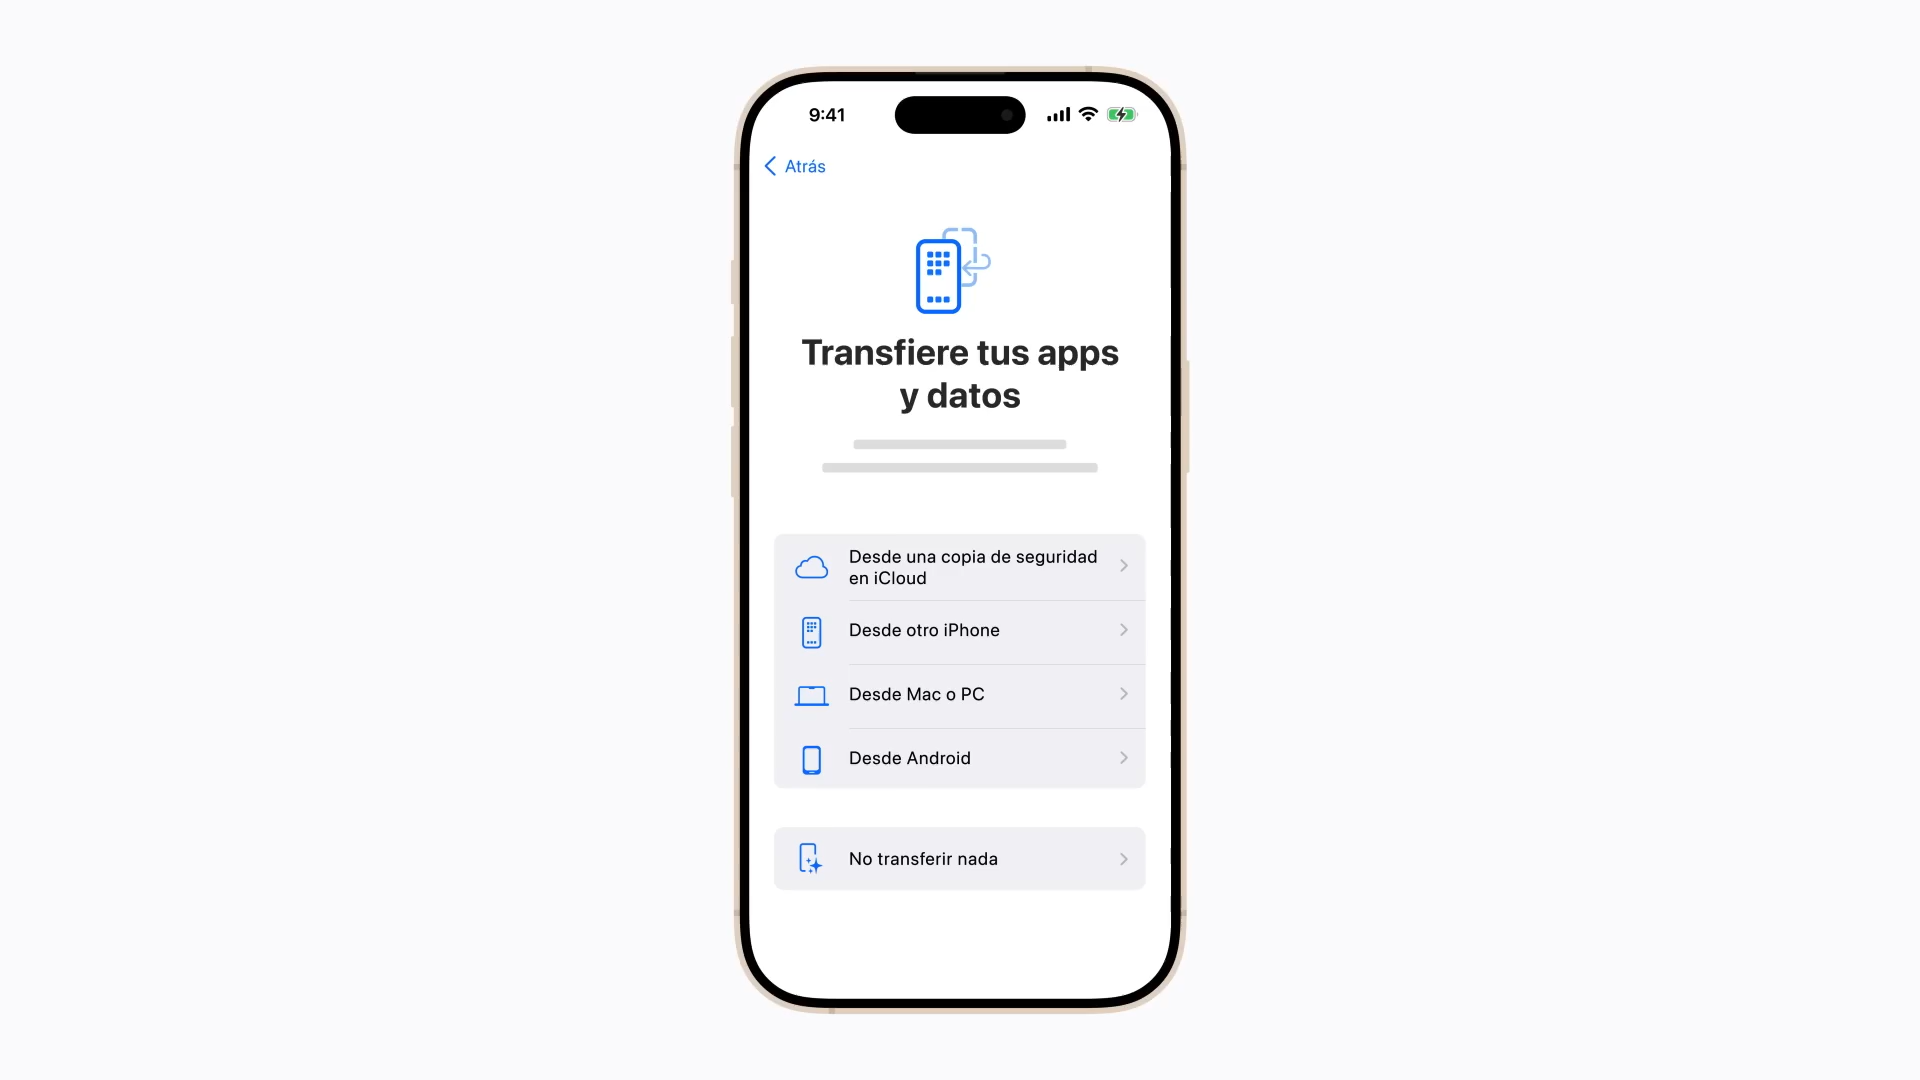 9:41
Atrás
Transfiere tus apps
y datos
Desde una copia de seguridad
en iCloud
Desde otro iPhone
Desde Mac o PC
Desde Android
No transferir nada